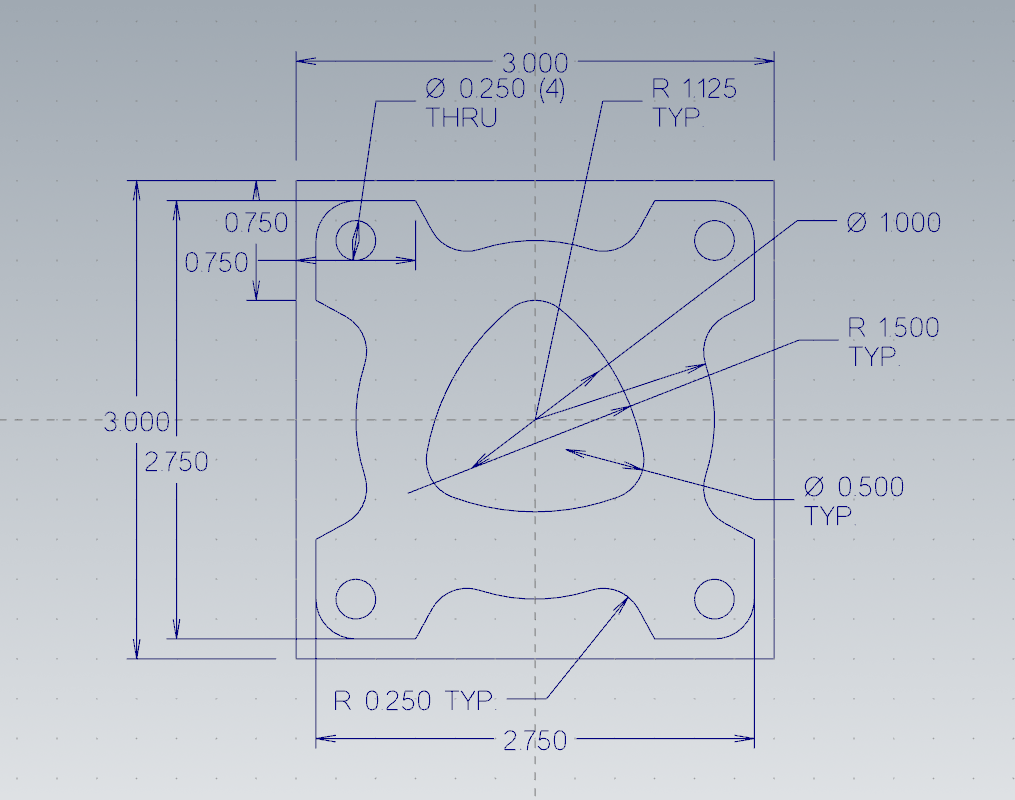 3.000
Ø 0.250 (4)
THRU
R 1.125
TYP.
0.750
Ø 1.000
0.750
R 1.500
TYP.
3.000
2.750
Ø 0.500
TYP.
R 0.250 TYP.
2.750